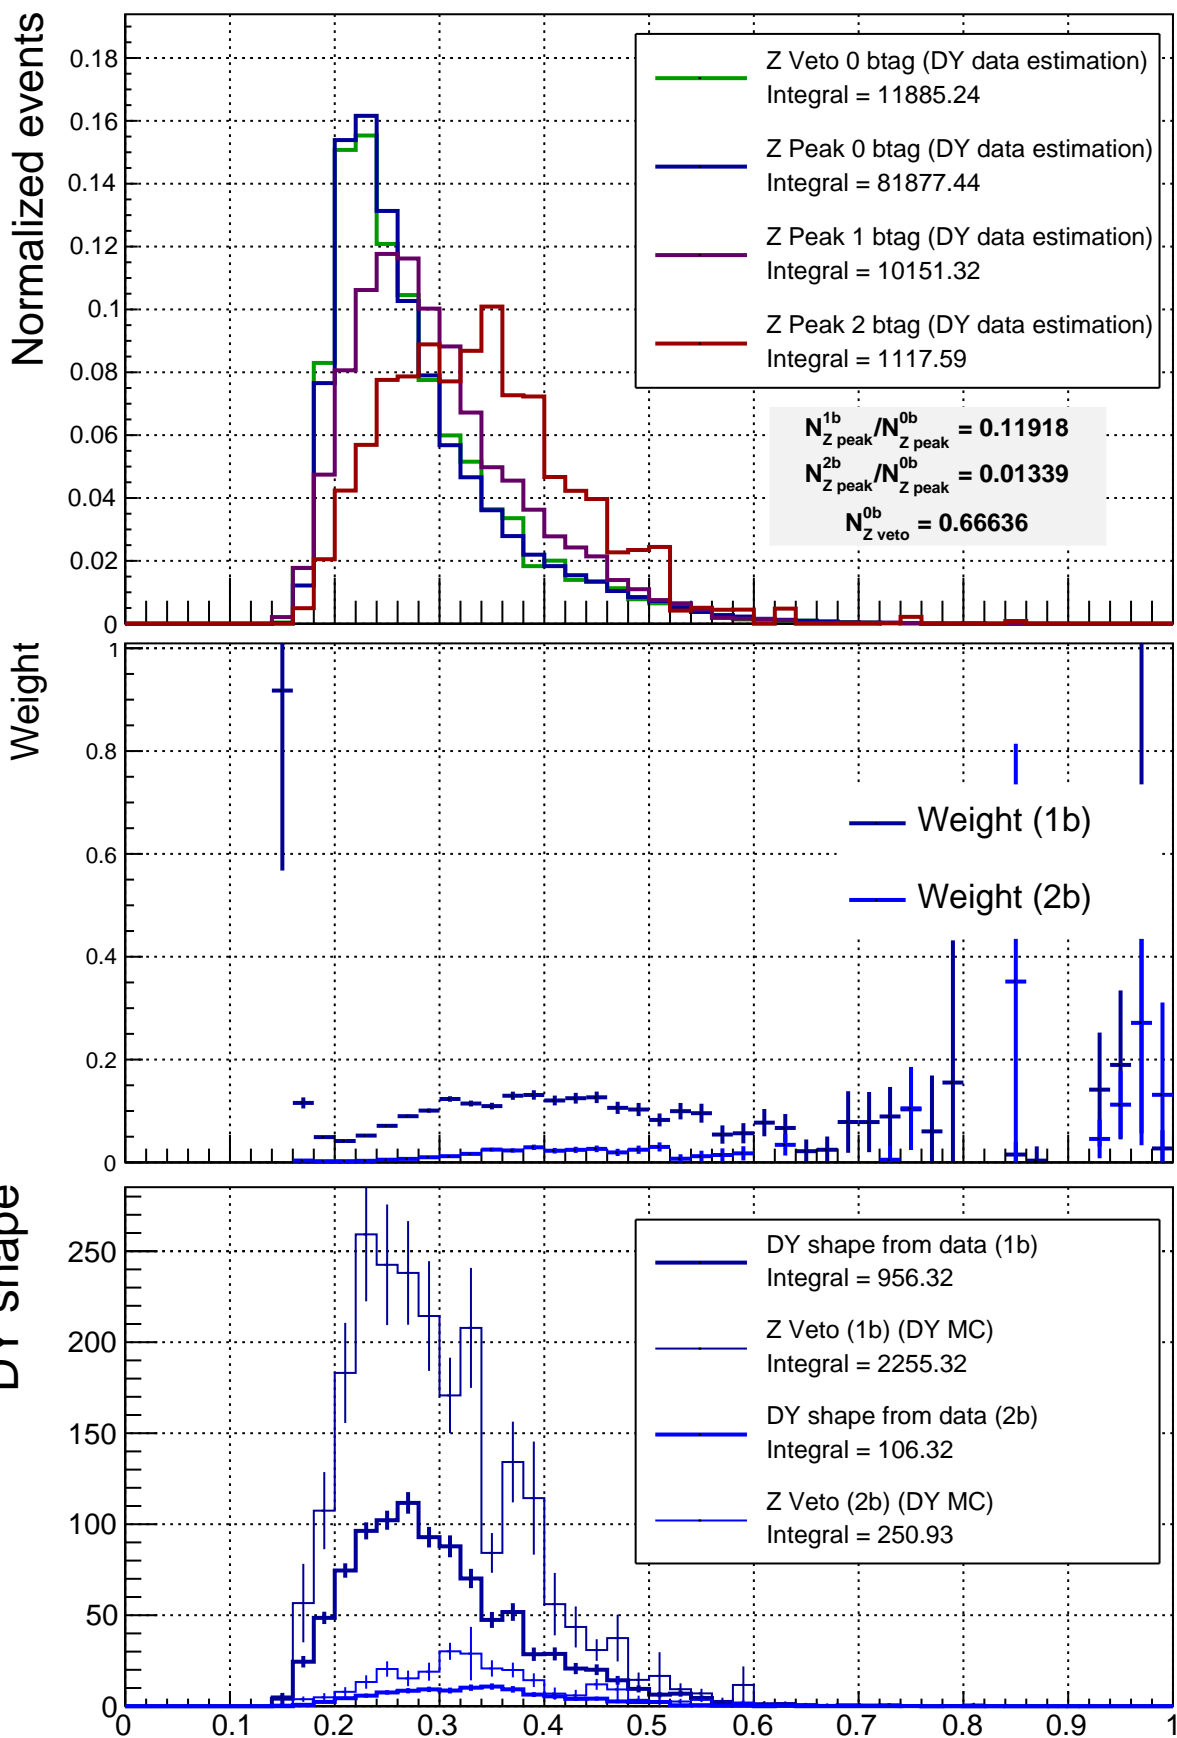 Normalized events
0.18
0.16
0.14
0.12
0.1
0.08
0.06
0.04
0.02
0
Z Veto 0 btag (DY data estimation)
Integral = 11885.24
Z Peak 0 btag (DY data estimation)
Integral = 81877.44
Z Peak 1 btag (DY data estimation)
Integral = 10151.32
Z Peak 2 btag (DY data estimation)
Integral = 1117.59
N^{1b}_{Z peak}/N^{0b}_{Z peak} = 0.11918
N^{2b}_{Z peak}/N^{0b}_{Z peak} = 0.01339
N^{0b}_{Z veto} = 0.66636
Weight
1
0.8
0.6
0.4
0.2
0
Weight (1b)
Weight (2b)
DY shape
250
200
150
100
50
0
DY shape from data (1b)
Integral = 956.32
Z Veto (1b) (DY MC)
Integral = 2255.32
DY shape from data (2b)
Integral = 106.32
Z Veto (2b) (DY MC)
Integral = 250.93
0 0.1 0.2 0.3 0.4 0.5 0.6 0.7 0.8 0.9 1